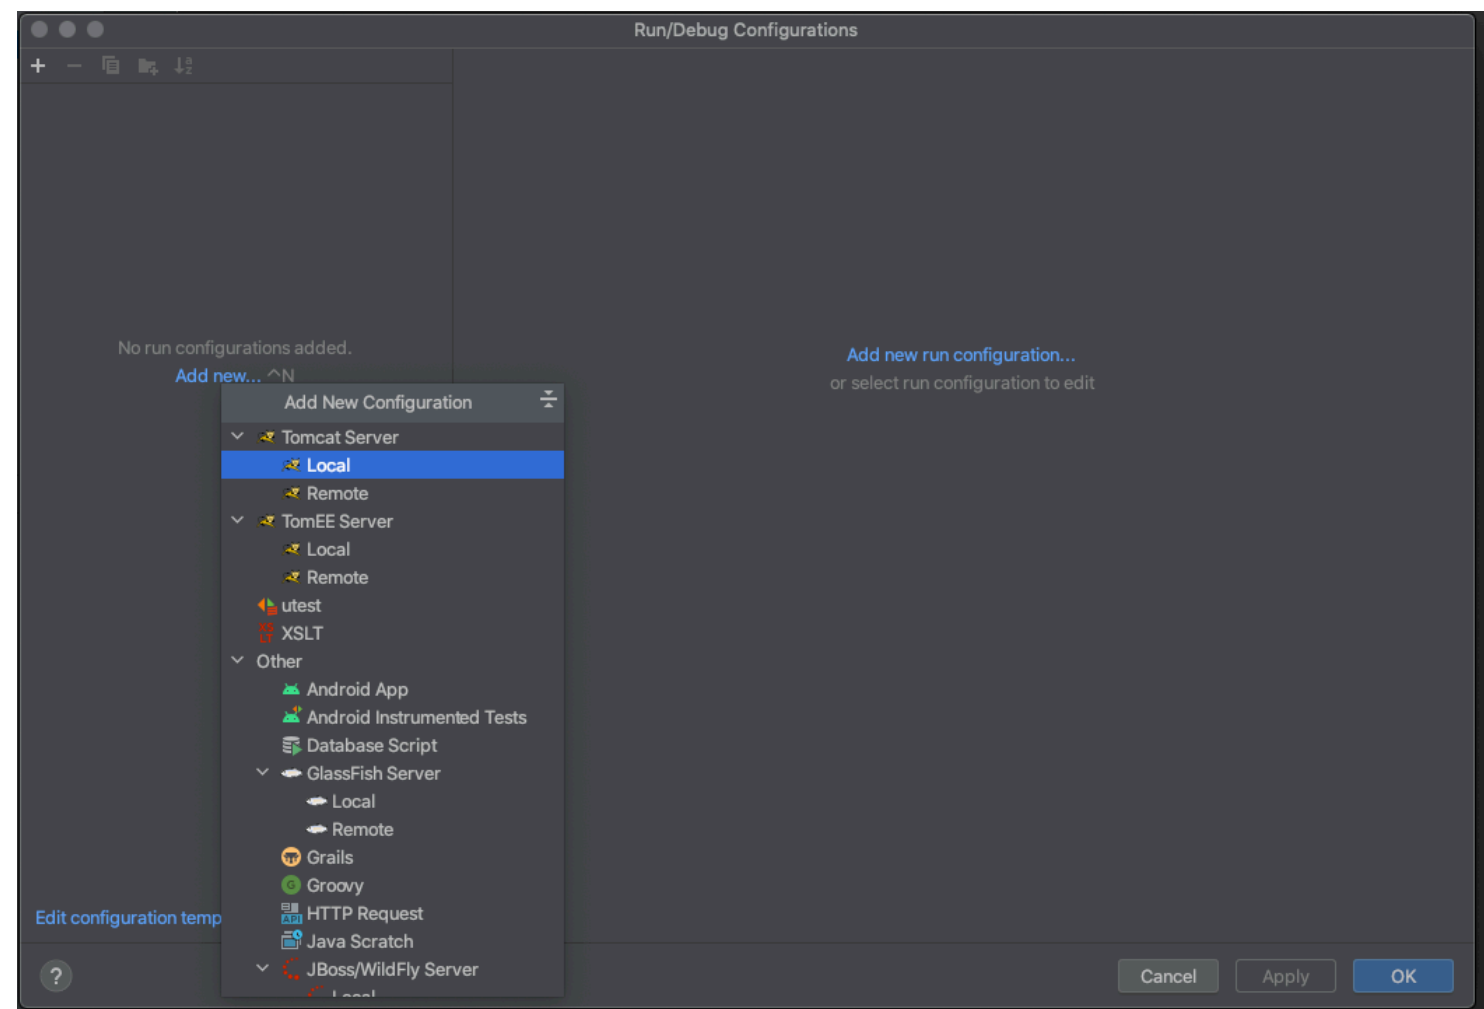 Run/Debug Configurations
No run configurations added.
Add new... ^N
Add New Configuration
Tomcat Server
Local
Remote
TomEE Server
Local
Remote
utest
XSLT
Other
Android App
Android Instrumented Tests
Database Script
GlassFish Server
Local
Remote
Grails
Groovy
HTTP Request
Java Scratch
JBoss/WildFly Server
Local
Edit configuration temp
Add new run configuration...
or select run configuration to edit
?
Cancel
Apply
OK